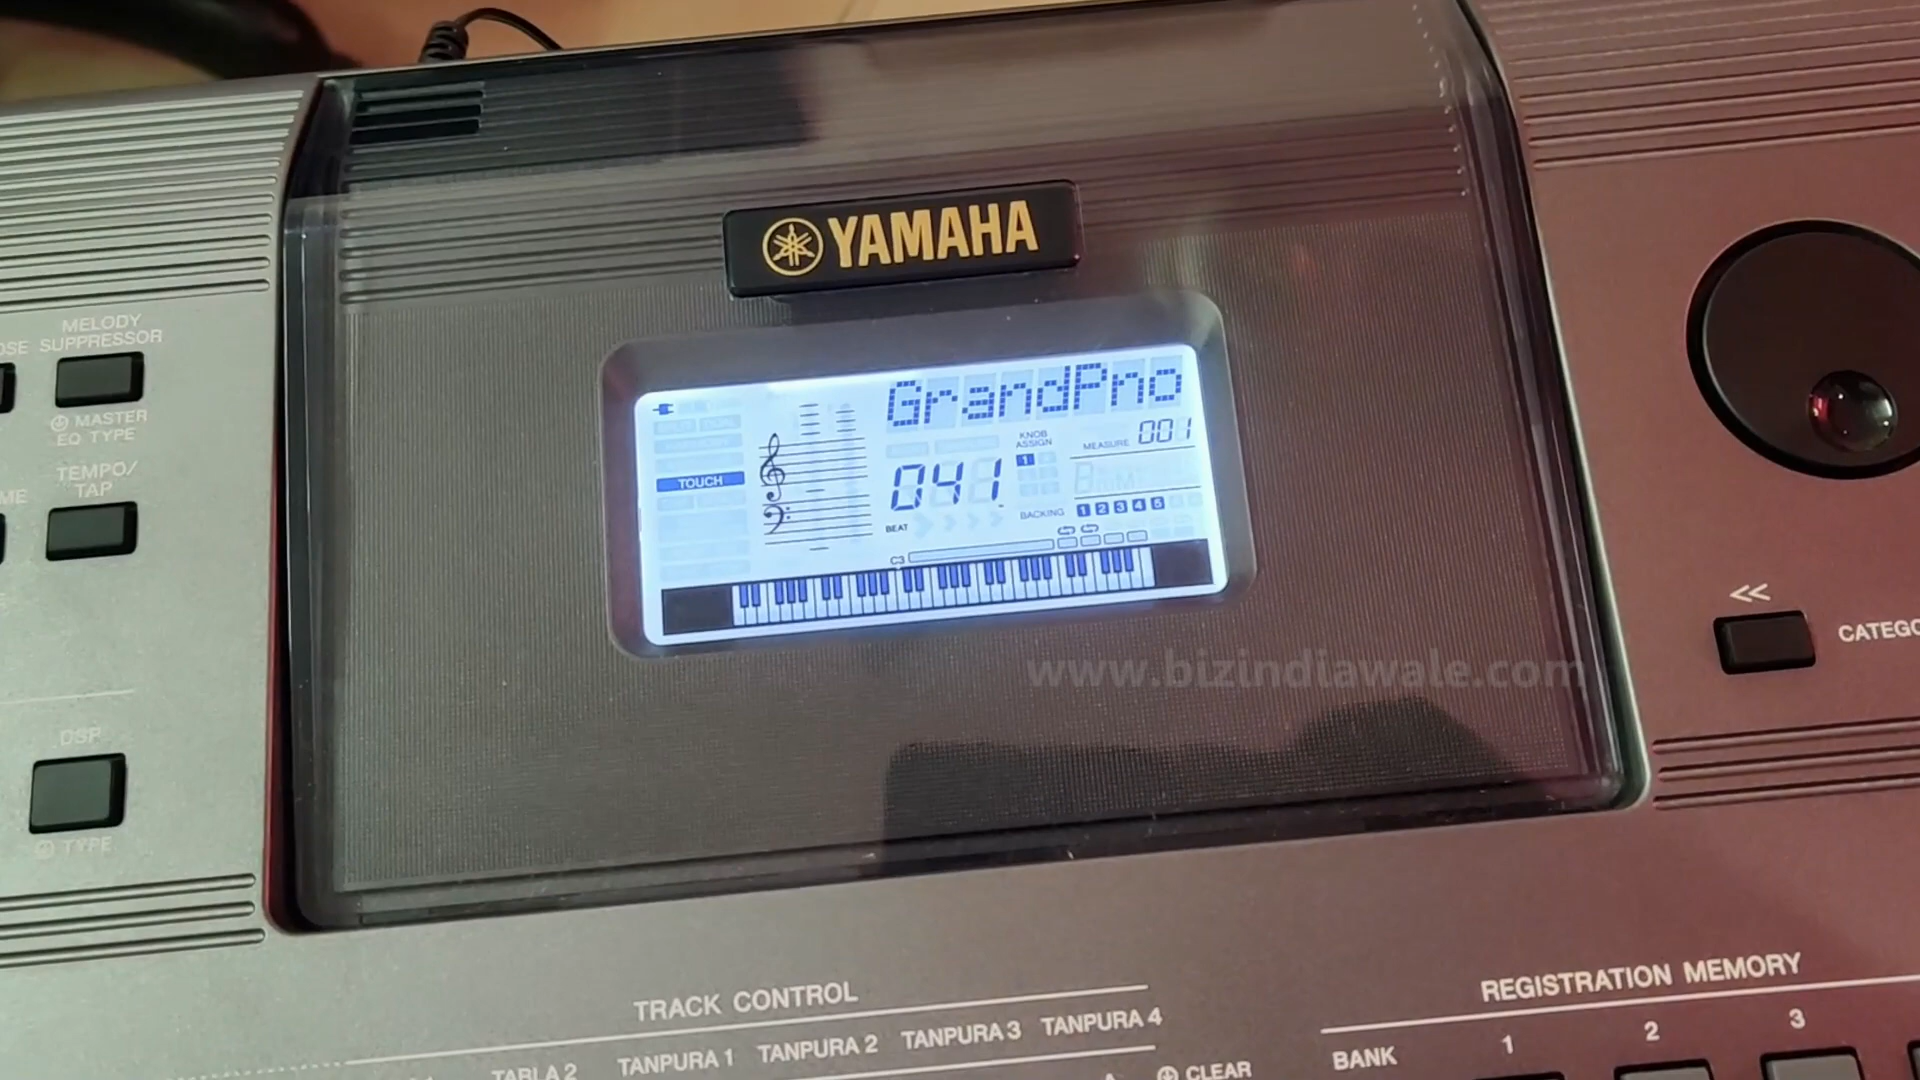 YAMAHA
MELODY
SUPPRESSOR
MASTER
EQ TYPE
TEMPO/
TAP
DSP
TYPE
GrandPno
TOUCH
041
KNOB
ASSIGN
1
MEASURE 001
BEAT
BACKING 1 2 3 4 5
C3
www.bizindiawale.com
TRACK CONTROL
TABLA 2 TANPURA 1 TANPURA 2 TANPURA 3 TANPURA 4
CLEAR
REGISTRATION MEMORY
BANK 1 2 3